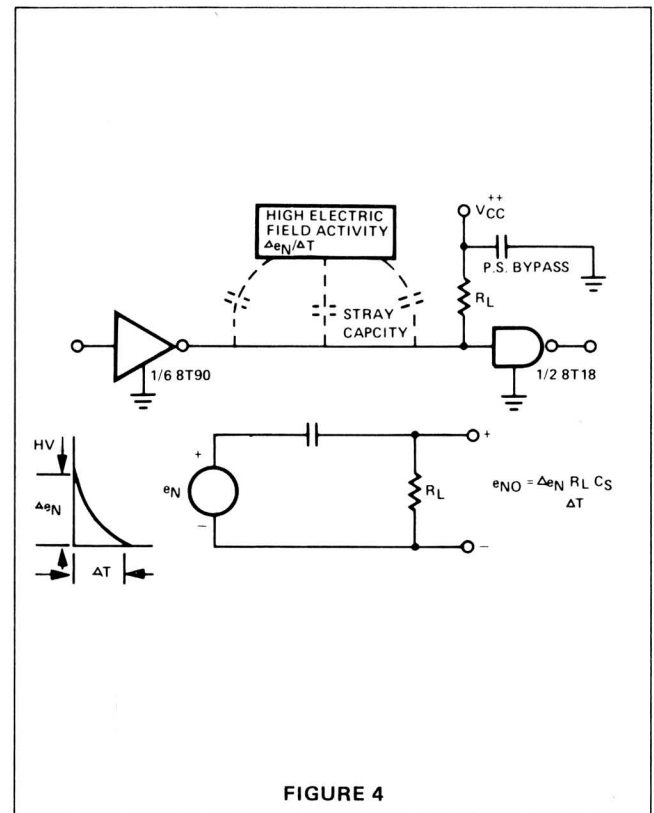 HIGH ELECTRIC
FIELD ACTIVITY
ΔeN/ΔT
++
VCC
P.S. BYPASS
RL
STRAY
CAPCITY
1/6 8T90
1/2 8T18
HV
ΔeN
ΔT
+
eN
−
RL
+
−
eNO = ΔeN RL CS
ΔT
FIGURE 4